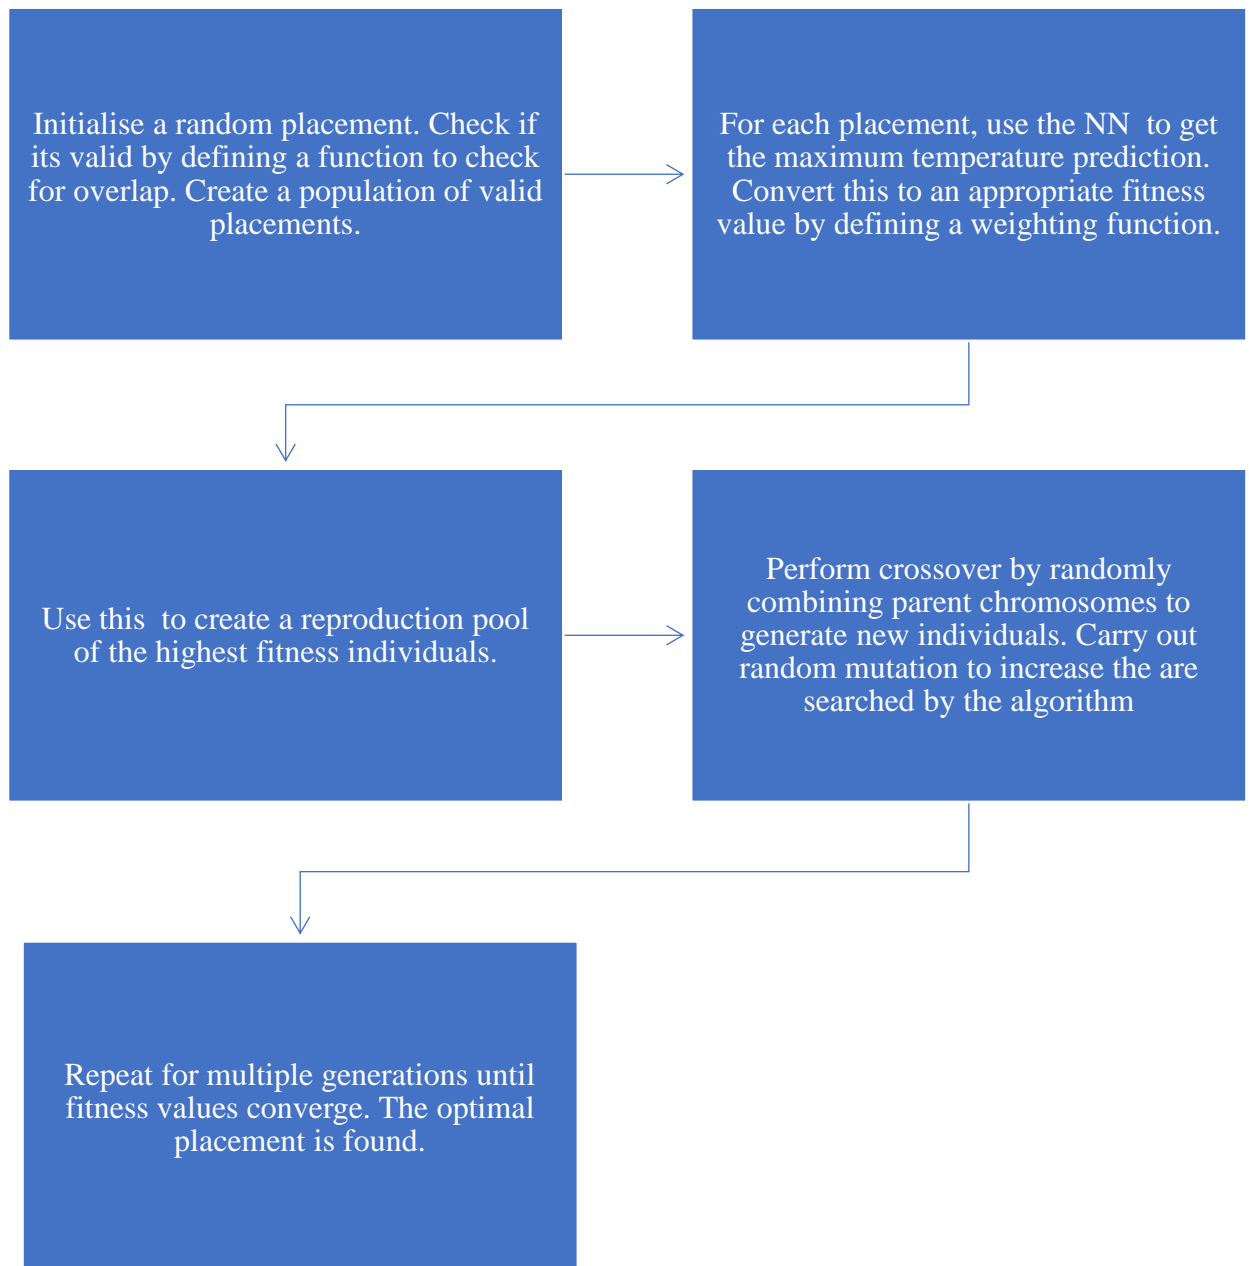 Initialise a random placement. Check if
its valid by defining a function to check
for overlap. Create a population of valid
placements.
For each placement, use the NN  to get
the maximum temperature prediction.
Convert this to an appropriate fitness
value by defining a weighting function.
Use this  to create a reproduction pool
of the highest fitness individuals.
Perform crossover by randomly
combining parent chromosomes to
generate new individuals. Carry out
random mutation to increase the are
searched by the algorithm
Repeat for multiple generations until
fitness values converge. The optimal
placement is found.